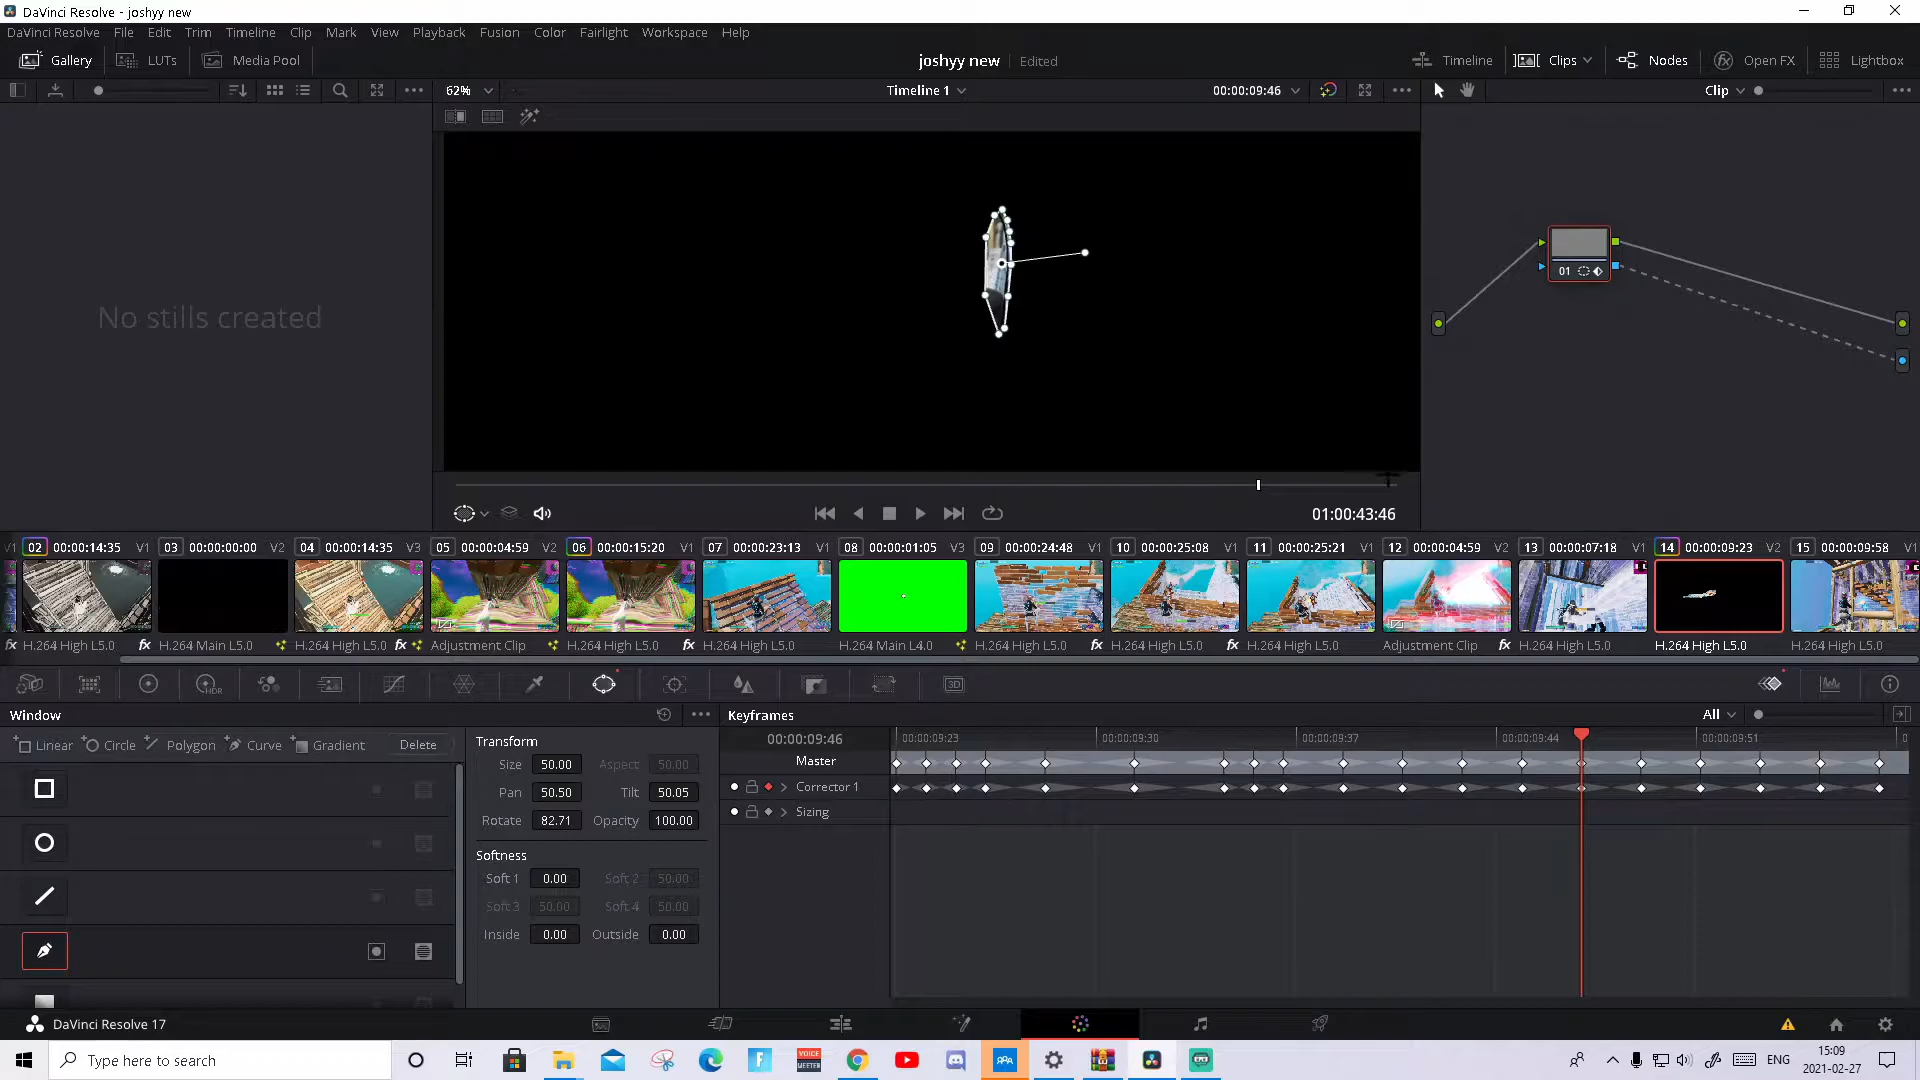 DaVinci Resolve - joshyy new
DaVinci Resolve File Edit Trim Timeline Clip Mark View Playback Fusion Color Fairlight Workspace Help
Gallery LUTs Media Pool joshyy new Edited Timeline Clips Nodes Open FX Lightbox
62% Timeline 1 00:00:09:46 Clip
No stills created
01
01:00:43:46
V1 02 00:00:14:35 V1 03 00:00:00:00 V2 04 00:00:14:35 V3 05 00:00:04:59 V2 06 00:00:15:20 V1 07 00:00:23:13 V1 08 00:00:01:05 V3 09 00:00:24:48 V1 10 00:00:25:08 V1 11 00:00:25:21 V1 12 00:00:04:59 V2 13 00:00:07:18 V1 14 00:00:09:23 V2 15 00:00:09:58 V1
fx H.264 High L5.0 fx H.264 Main L5.0 H.264 High L5.0 fx Adjustment Clip H.264 High L5.0 fx H.264 High L5.0 H.264 Main L4.0 H.264 High L5.0 fx H.264 High L5.0 fx H.264 High L5.0 Adjustment Clip fx H.264 High L5.0 H.264 High L5.0 H.264 High L5.0
HDR 3D
Window Keyframes All
Linear Circle Polygon Curve Gradient Delete
Transform
Size 50.00 Aspect 50.00
Pan 50.50 Tilt 50.05
Rotate 82.71 Opacity 100.00
Softness
Soft 1 0.00 Soft 2 50.00
Soft 3 50.00 Soft 4 50.00
Inside 0.00 Outside 0.00
00:00:09:46 00:00:09:23 00:00:09:30 00:00:09:37 00:00:09:44 00:00:09:51
Master
Corrector 1
Sizing
DaVinci Resolve 17
Type here to search
VOICE MEETER
ENG
15:09
2021-02-27